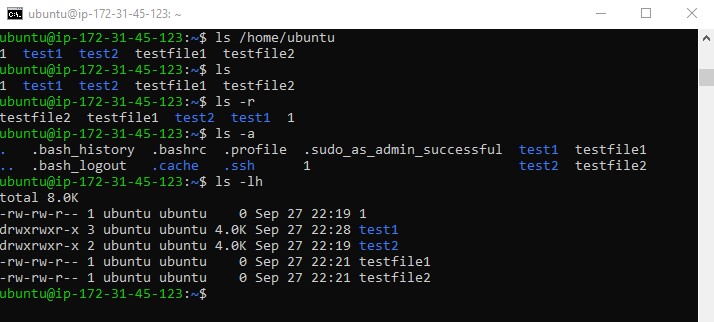 ubuntu@ip-172-31-45-123: ~
ubuntu@ip-172-31-45-123:~$ ls /home/ubuntu
1  test1  test2  testfile1  testfile2
ubuntu@ip-172-31-45-123:~$ ls
1  test1  test2  testfile1  testfile2
ubuntu@ip-172-31-45-123:~$ ls -r
testfile2  testfile1  test2  test1  1
ubuntu@ip-172-31-45-123:~$ ls -a
.   .bash_history  .bashrc  .profile  .sudo_as_admin_successful  test1  testfile1
..  .bash_logout   .cache   .ssh      1                          test2  testfile2
ubuntu@ip-172-31-45-123:~$ ls -lh
total 8.0K
-rw-rw-r-- 1 ubuntu ubuntu    0 Sep 27 22:19 1
drwxrwxr-x 3 ubuntu ubuntu 4.0K Sep 27 22:28 test1
drwxrwxr-x 2 ubuntu ubuntu 4.0K Sep 27 22:19 test2
-rw-rw-r-- 1 ubuntu ubuntu    0 Sep 27 22:21 testfile1
-rw-rw-r-- 1 ubuntu ubuntu    0 Sep 27 22:21 testfile2
ubuntu@ip-172-31-45-123:~$